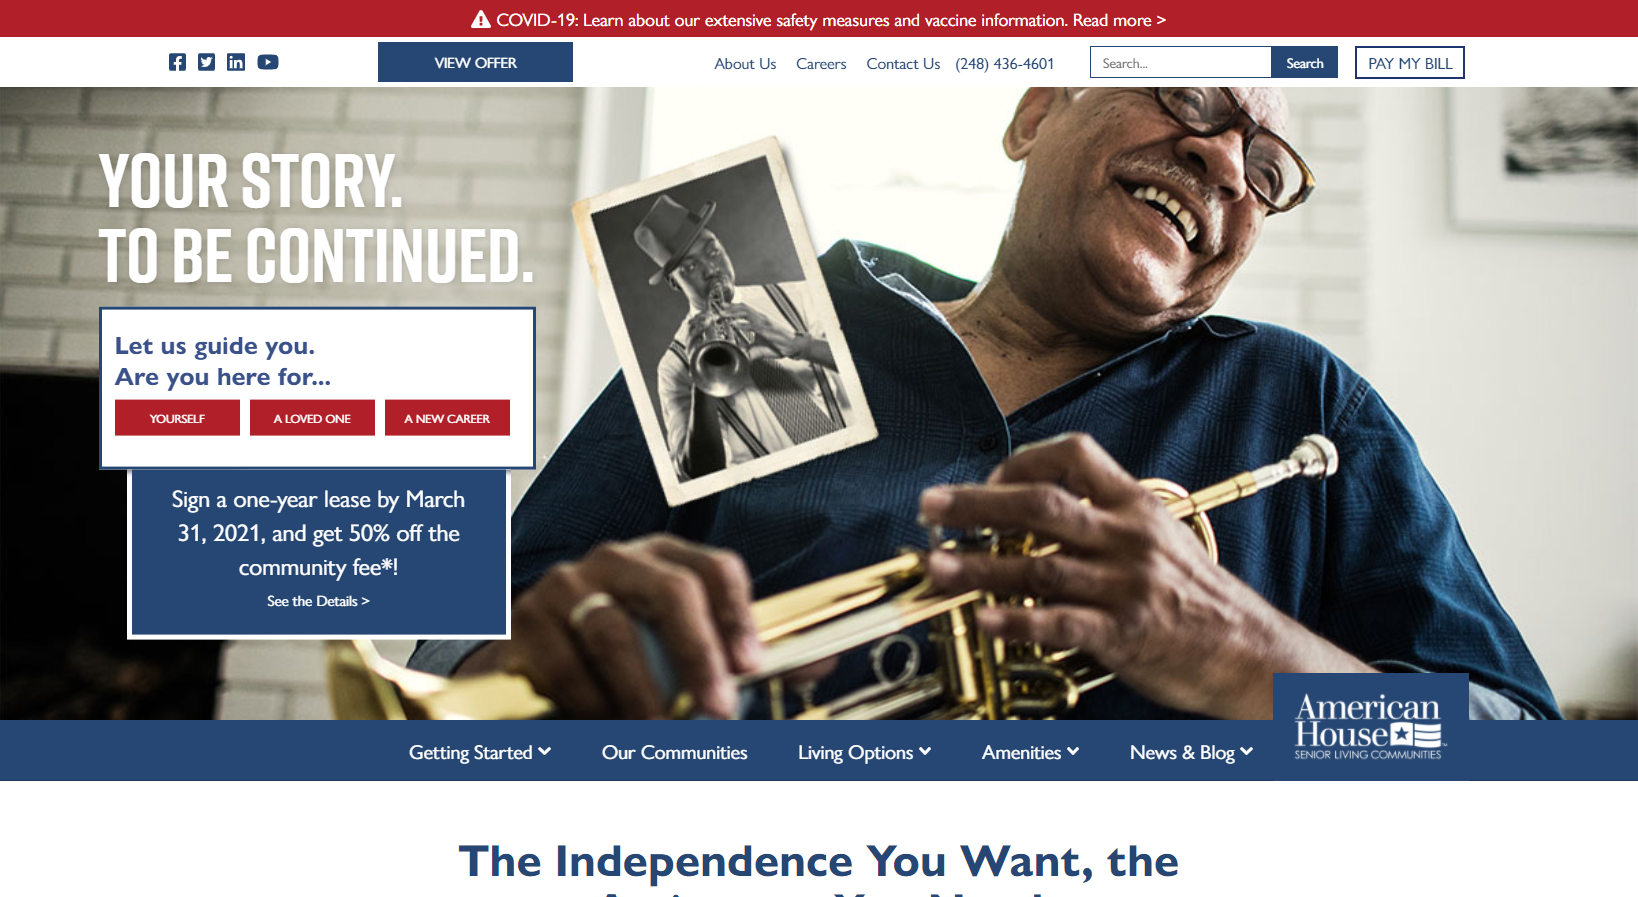 COVID-19: Learn about our extensive safety measures and vaccine information. Read more >
VIEW OFFER
About Us Careers Contact Us (248) 436-4601
Search...
Search
PAY MY BILL
YOUR STORY.
TO BE CONTINUED.
Let us guide you.
Are you here for...
YOURSELF A LOVED ONE A NEW CAREER
Sign a one-year lease by March
31, 2021, and get 50% off the
community fee*!
See the Details >
Getting Started Our Communities Living Options Amenities News & Blog
American
House
SENIOR LIVING COMMUNITIES
The Independence You Want, the